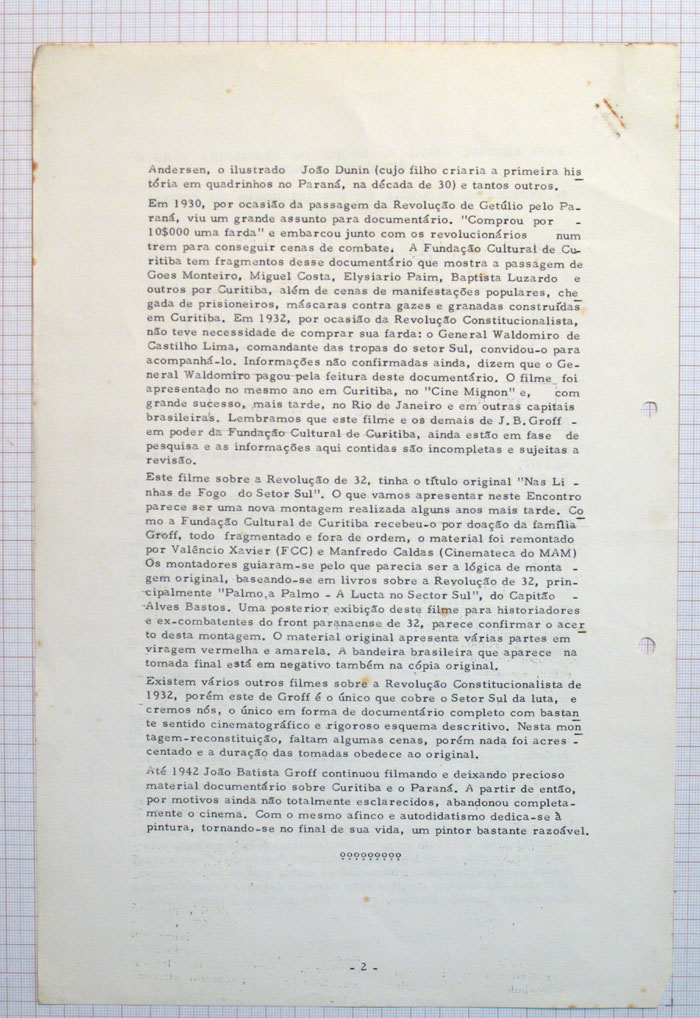 Andersen, o ilustrado João Dunin (cujo filho criaria a primeira his
tória em quadrinhos no Paraná, na década de 30) e tantos outros.
Em 1930, por ocasião da passagem da Revolução de Getúlio pelo Pa-
raná, viu um grande assunto para documentário. "Comprou por -
10$000 uma farda" e embarcou junto com os revolucionários num
trem para conseguir cenas de combate. A Fundação Cultural de Cu-
ritiba tem fragmentos desse documentário que mostra a passagem de
Goes Monteiro, Miguel Costa, Elysiario Paim, Baptista Luzardo e
outros por Curitiba, além de cenas de manifestações populares, che
gada de prisioneiros, máscaras contra gazes e granadas construídas
em Curitiba. Em 1932, por ocasião da Revolução Constitucionalista,
não teve necessidade de comprar sua farda: o General Waldomiro de
Castilho Lima, comandante das tropas do setor Sul, convidou-o para
acompanhá-lo. Informações não confirmadas ainda, dizem que o Ge-
neral Waldomiro pagou pela feitura deste documentário. O filme foi
apresentado no mesmo ano em Curitiba, no "Cine Mignon" e, com
grande sucesso, mais tarde, no Rio de Janeiro e em outras capitais
brasileiras. Lembramos que este filme e os demais de J.B.Groff -
em poder da Fundação Cultural de Curitiba, ainda estão em fase de
pesquisa e as informações aqui contidas são incompletas e sujeitas a
revisão.
Este filme sobre a Revolução de 32, tinha o título original "Nas Li -
nhas de Fogo do Setor Sul". O que vamos apresentar neste Encontro
parece ser uma nova montagem realizada alguns anos mais tarde. Co
mo a Fundação Cultural de Curitiba recebeu-o por doação da família
Groff, todo fragmentado e fora de ordem, o material foi remontado
por Valêncio Xavier (FCC) e Manfredo Caldas (Cinemateca do MAM)
Os montadores guiaram-se pelo que parecia ser a lógica de monta -
gem original, baseando-se em livros sobre a Revolução de 32, prin-
cipalmente "Palmo a Palmo - A Lucta no Sector Sul", do Capitão -
Alves Bastos. Uma posterior exibição deste filme para historiadores
e ex-combatentes do front paranaense de 32, parece confirmar o acer
to desta montagem. O material original apresenta várias partes em
viragem vermelha e amarela. A bandeira brasileira que aparece na
tomada final está em negativo também na cópia original.
Existem vários outros filmes sobre a Revolução Constitucionalista de
1932, porém este de Groff é o único que cobre o Setor Sul da luta, e
cremos nós, o único em forma de documentário completo com bastan
te sentido cinematográfico e rigoroso esquema descritivo. Nesta mon
tagem-reconstituição, faltam algumas cenas, porém nada foi acres -
centado e a duração das tomadas obedece ao original.
Até 1942 João Batista Groff continuou filmando e deixando precioso
material documentário sobre Curitiba e o Paraná. A partir de então,
por motivos ainda não totalmente esclarecidos, abandonou completa-
mente o cinema. Com o mesmo afinco e autodidatismo dedica-se à
pintura, tornando-se no final de sua vida, um pintor bastante razoável.
ooooooooo
- 2 -